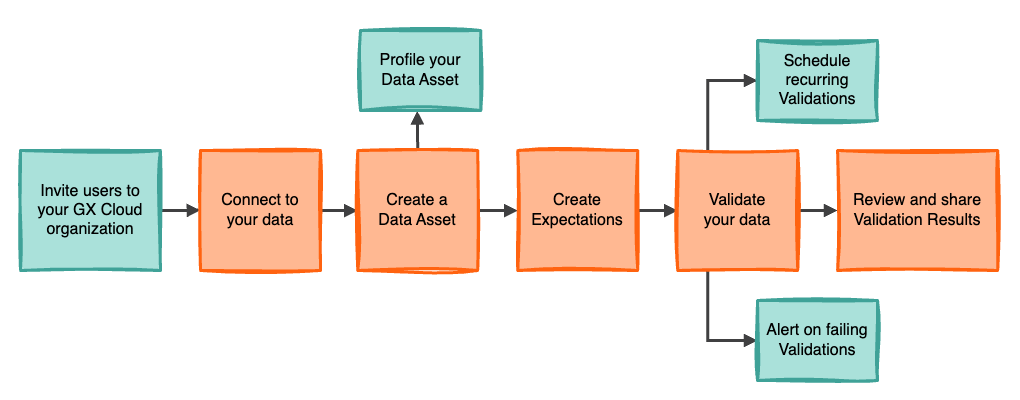 Profile your
Data Asset
Schedule
recurring
Validations
Invite users to
your GX Cloud
organization
Connect to
your data
Create a
Data Asset
Create
Expectations
Validate
your data
Review and share
Validation Results
Alert on failing
Validations